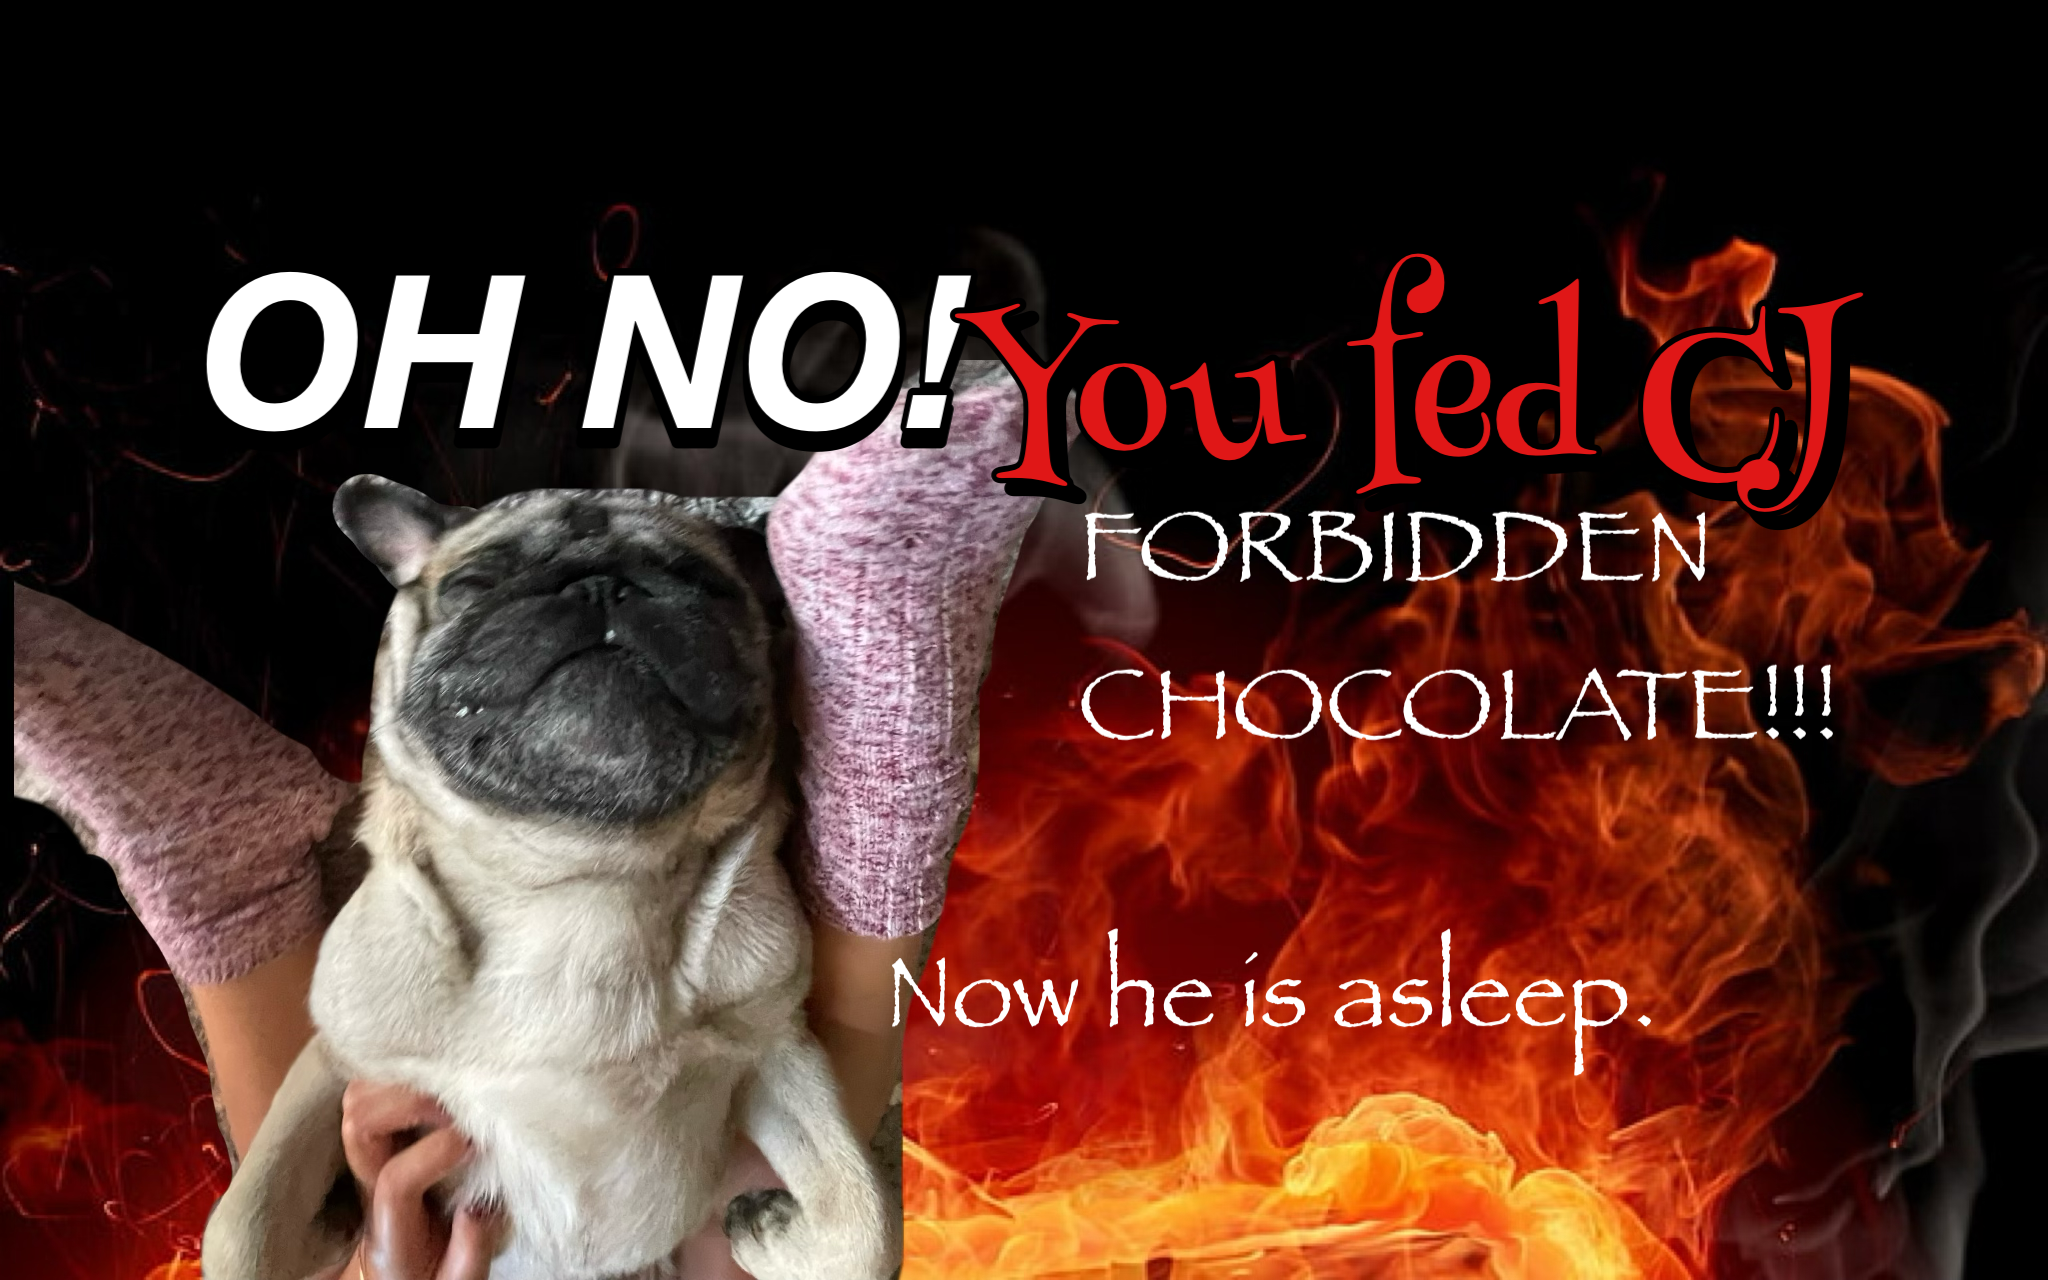 OH NO! You fed CJ
FORBIDDEN
CHOCOLATE!!!
Now he is asleep.